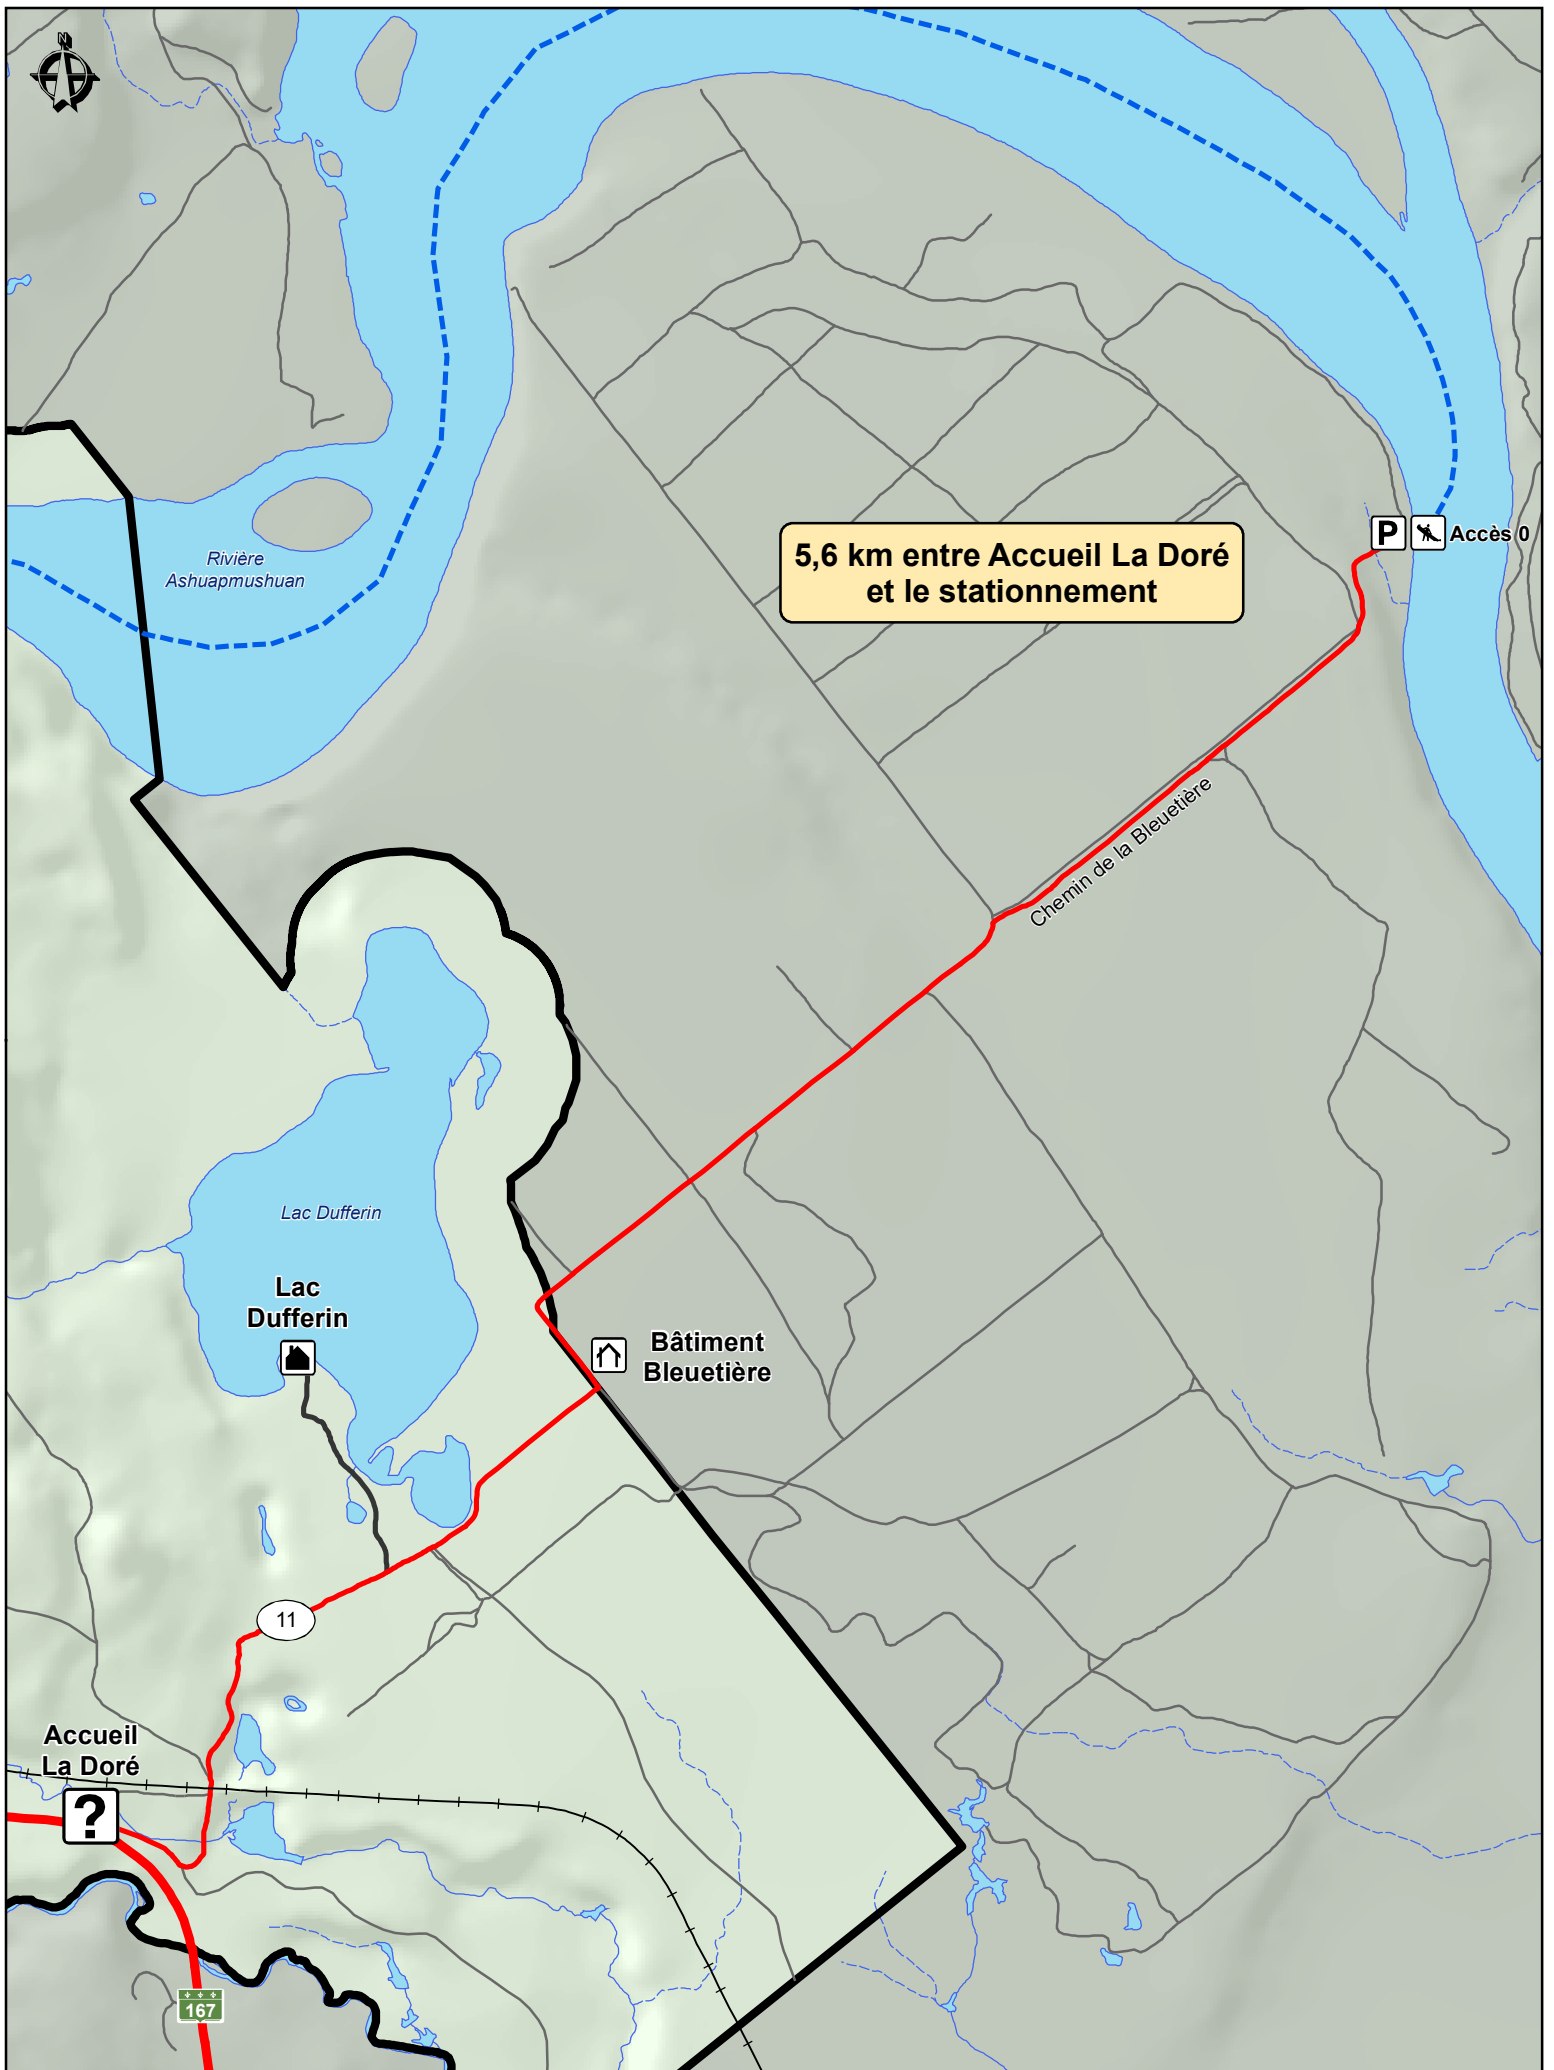 N
Rivière
Ashuapmushuan
5,6 km entre Accueil La Doré
et le stationnement
P
Accès 0
Chemin de la Bleuetière
Lac Dufferin
Lac
Dufferin
Bâtiment
Bleuetière
11
Accueil
La Doré
?
167